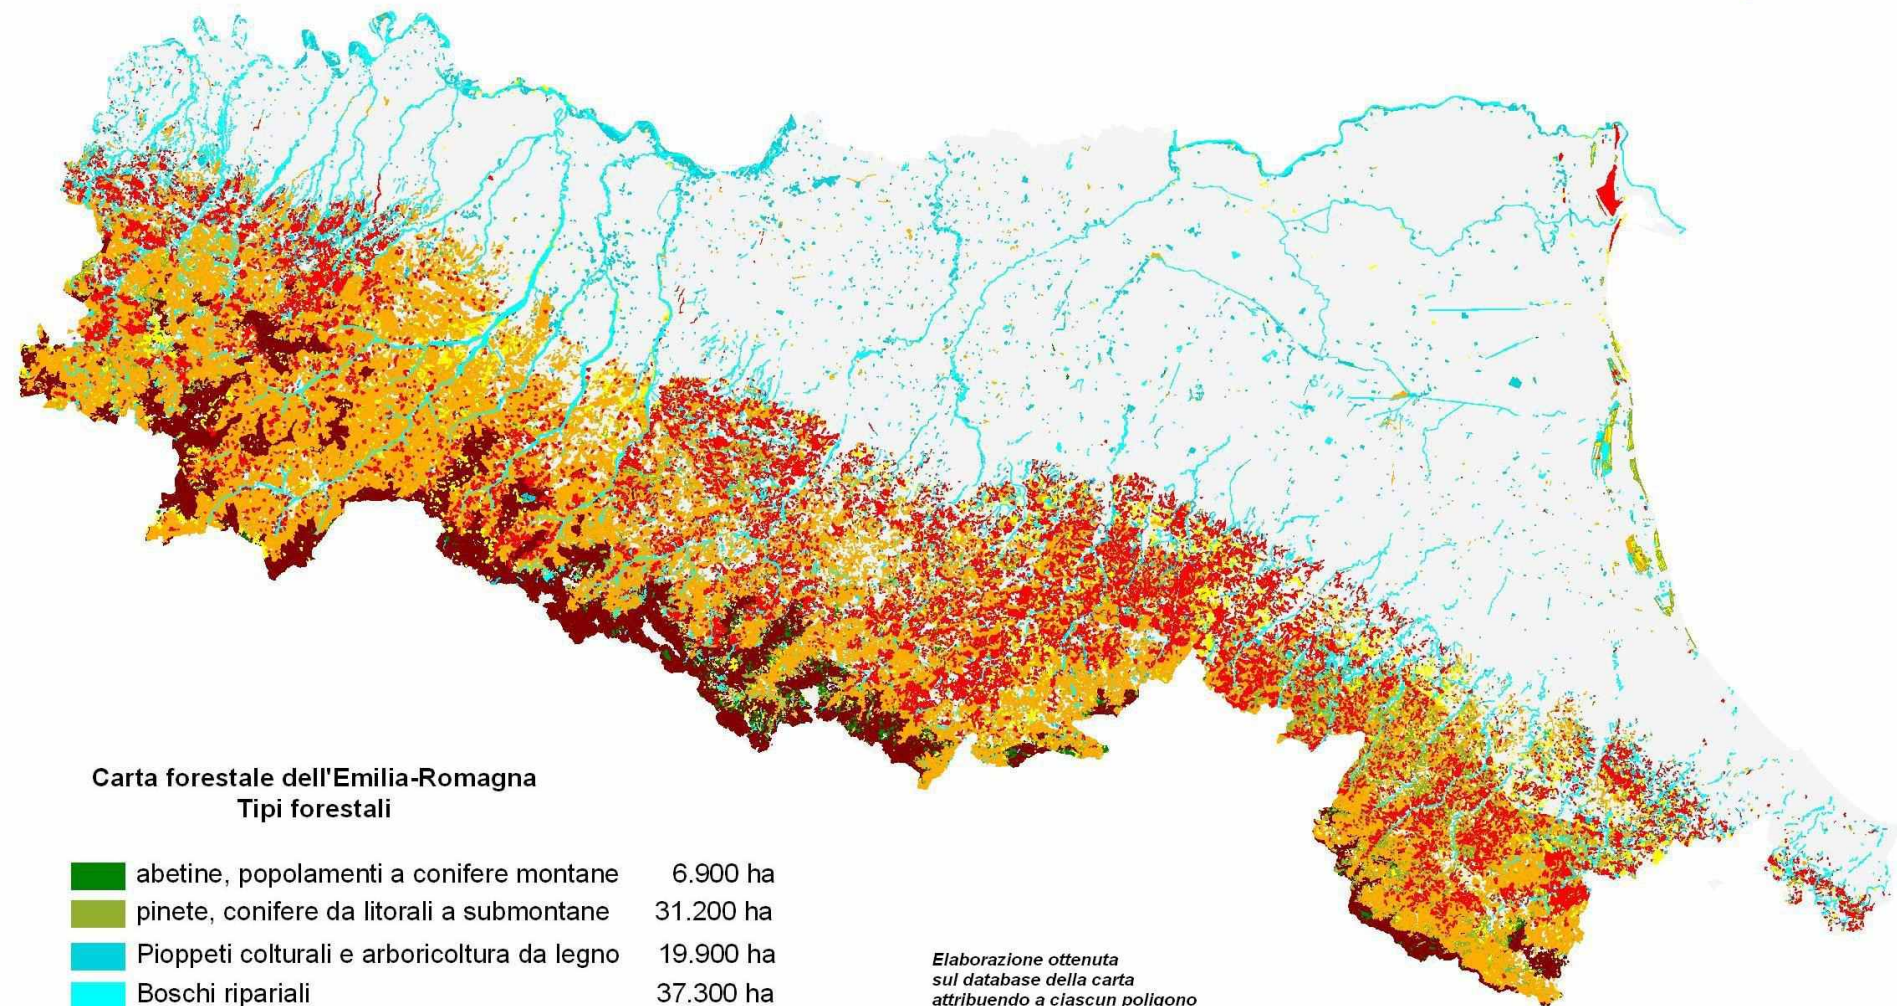 Carta forestale dell'Emilia-Romagna
Tipi forestali
abetine, popolamenti a conifere montane 6.900 ha
pinete, conifere da litorali a submontane 31.200 ha
Pioppeti colturali e arboricoltura da legno 19.900 ha
Boschi ripariali 37.300 ha
Elaborazione ottenuta
sul database della carta
attribuendo a ciascun poligono